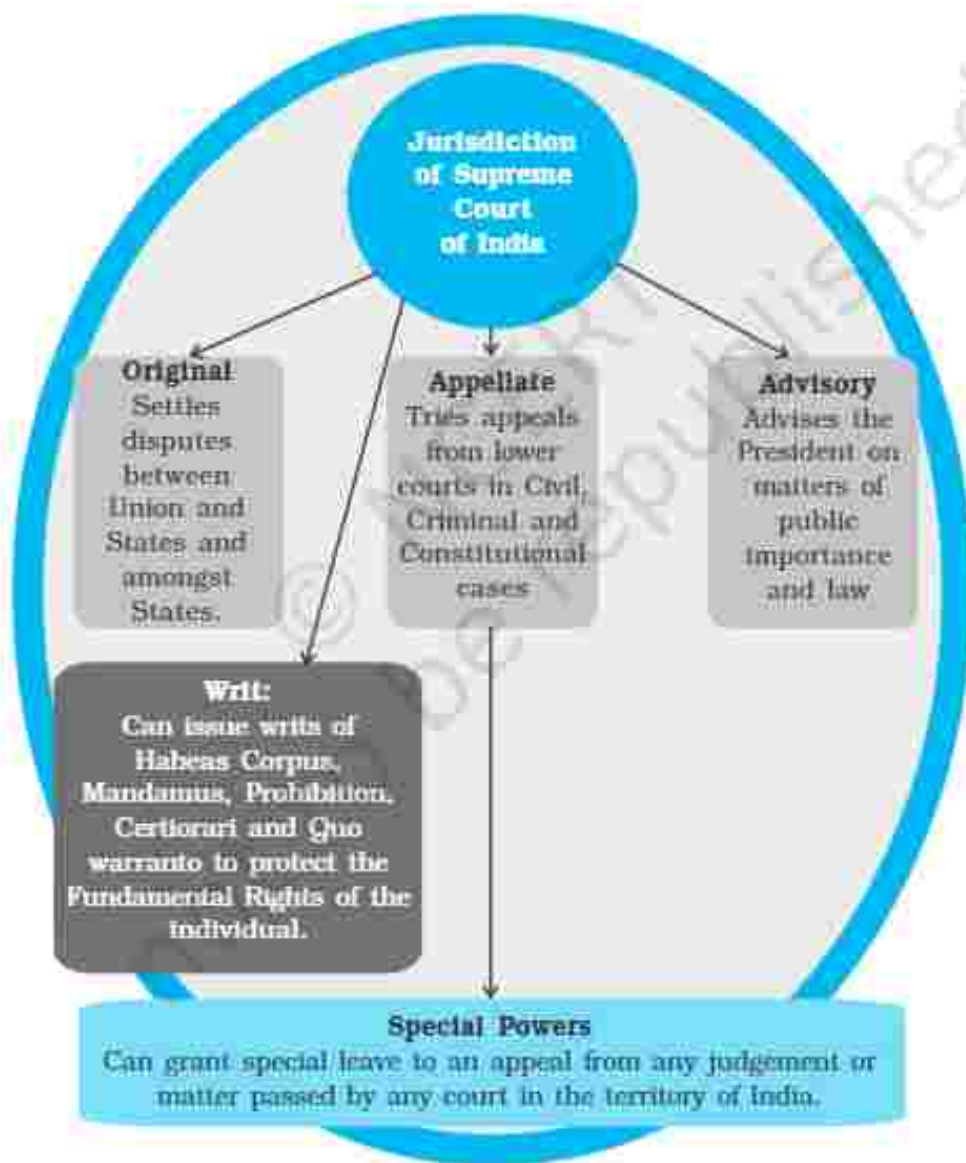 Jurisdiction
of Supreme
Court
of India
Original
Settles
disputes
between
Union and
States and
amongst
States.
Appellate
Tries appeals
from lower
courts in Civil,
Criminal and
Constitutional
cases
Advisory
Advises the
President on
matters of
public
importance
and law
Writ:
Can issue writs of
Habeas Corpus,
Mandamus, Prohibition,
Certiorari and Quo
warranto to protect the
Fundamental Rights of the
individual.
Special Powers
Can grant special leave to an appeal from any judgement or
matter passed by any court in the territory of India.
be republished